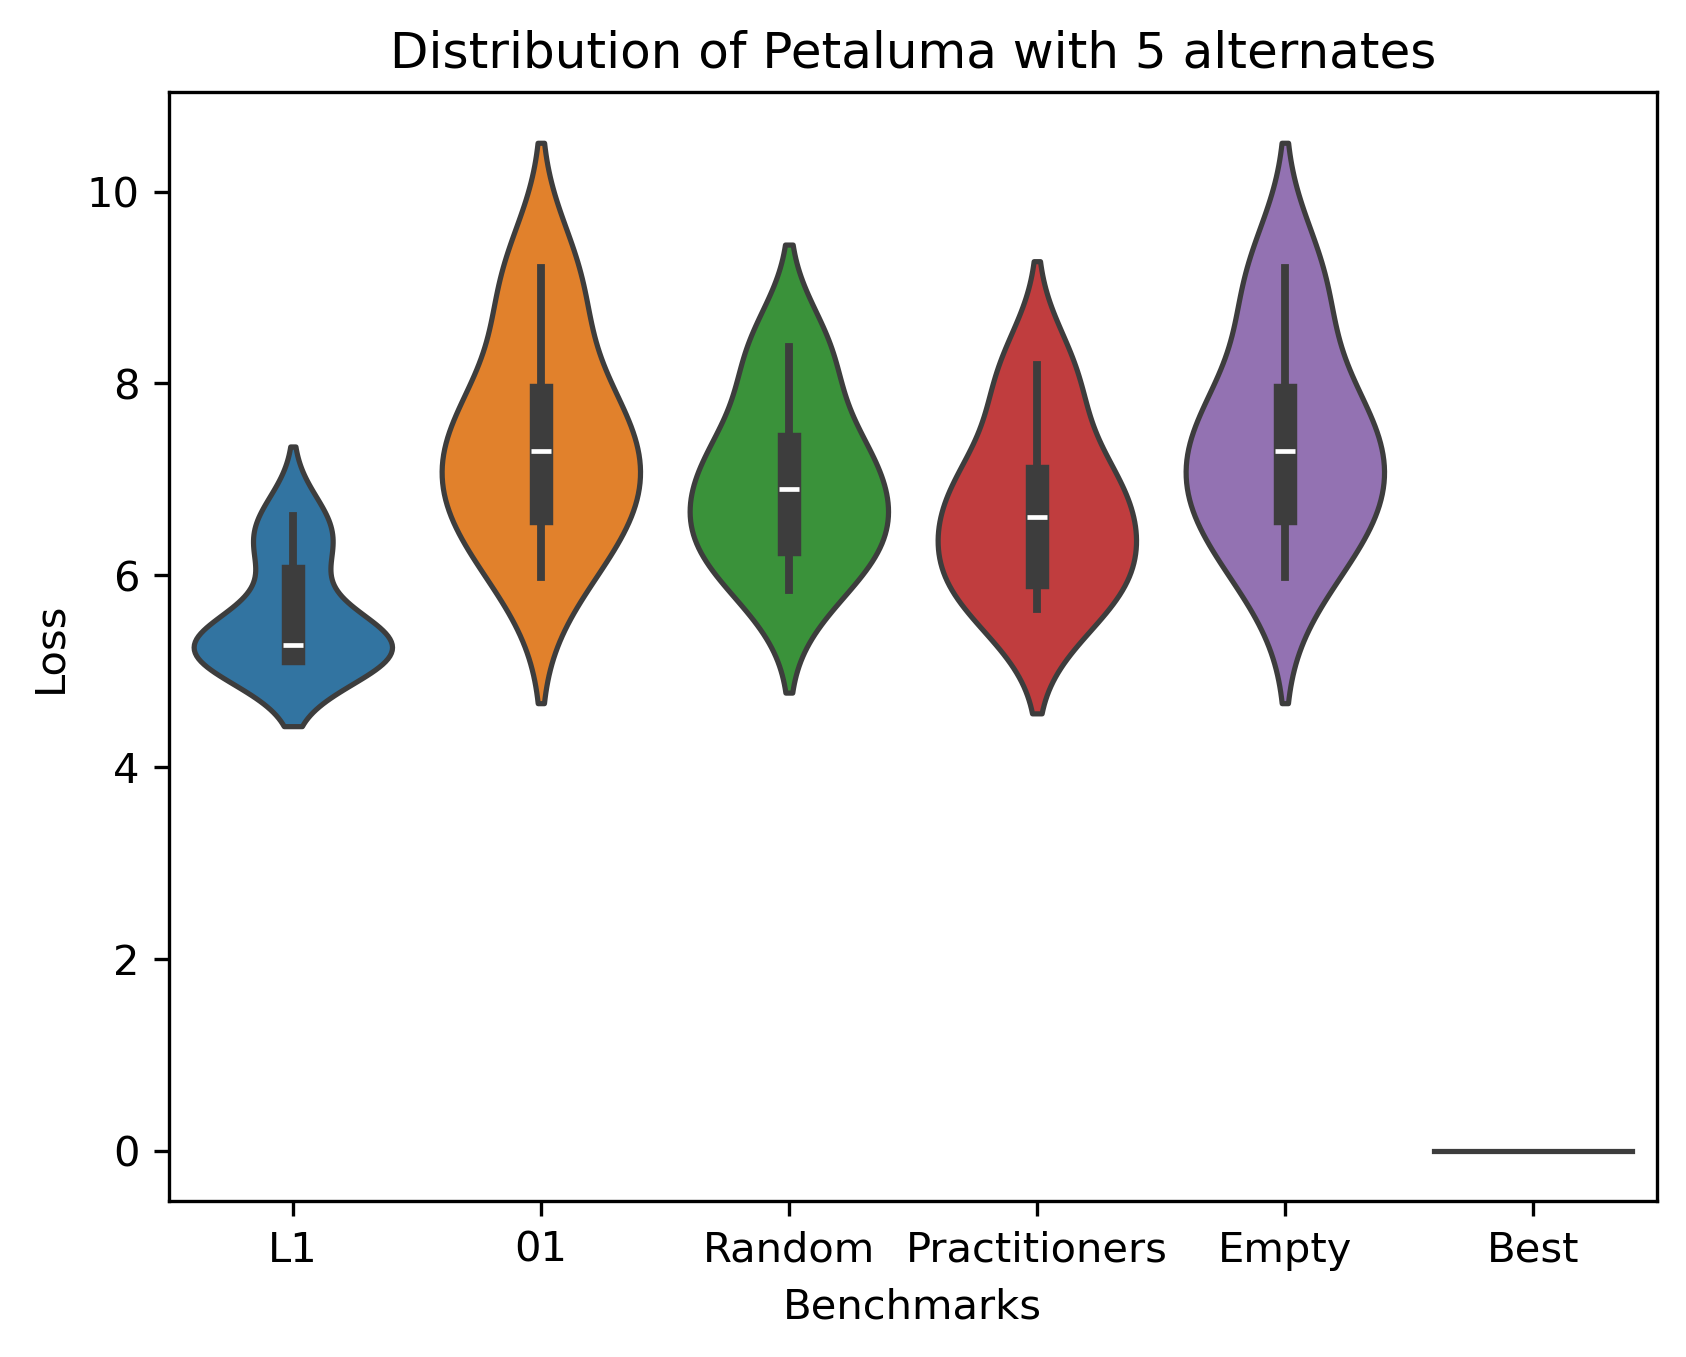 Distribution of Petaluma with 5 alternates
10
8
6
4
2
0
Loss
L1 01 Random Practitioners Empty Best
Benchmarks